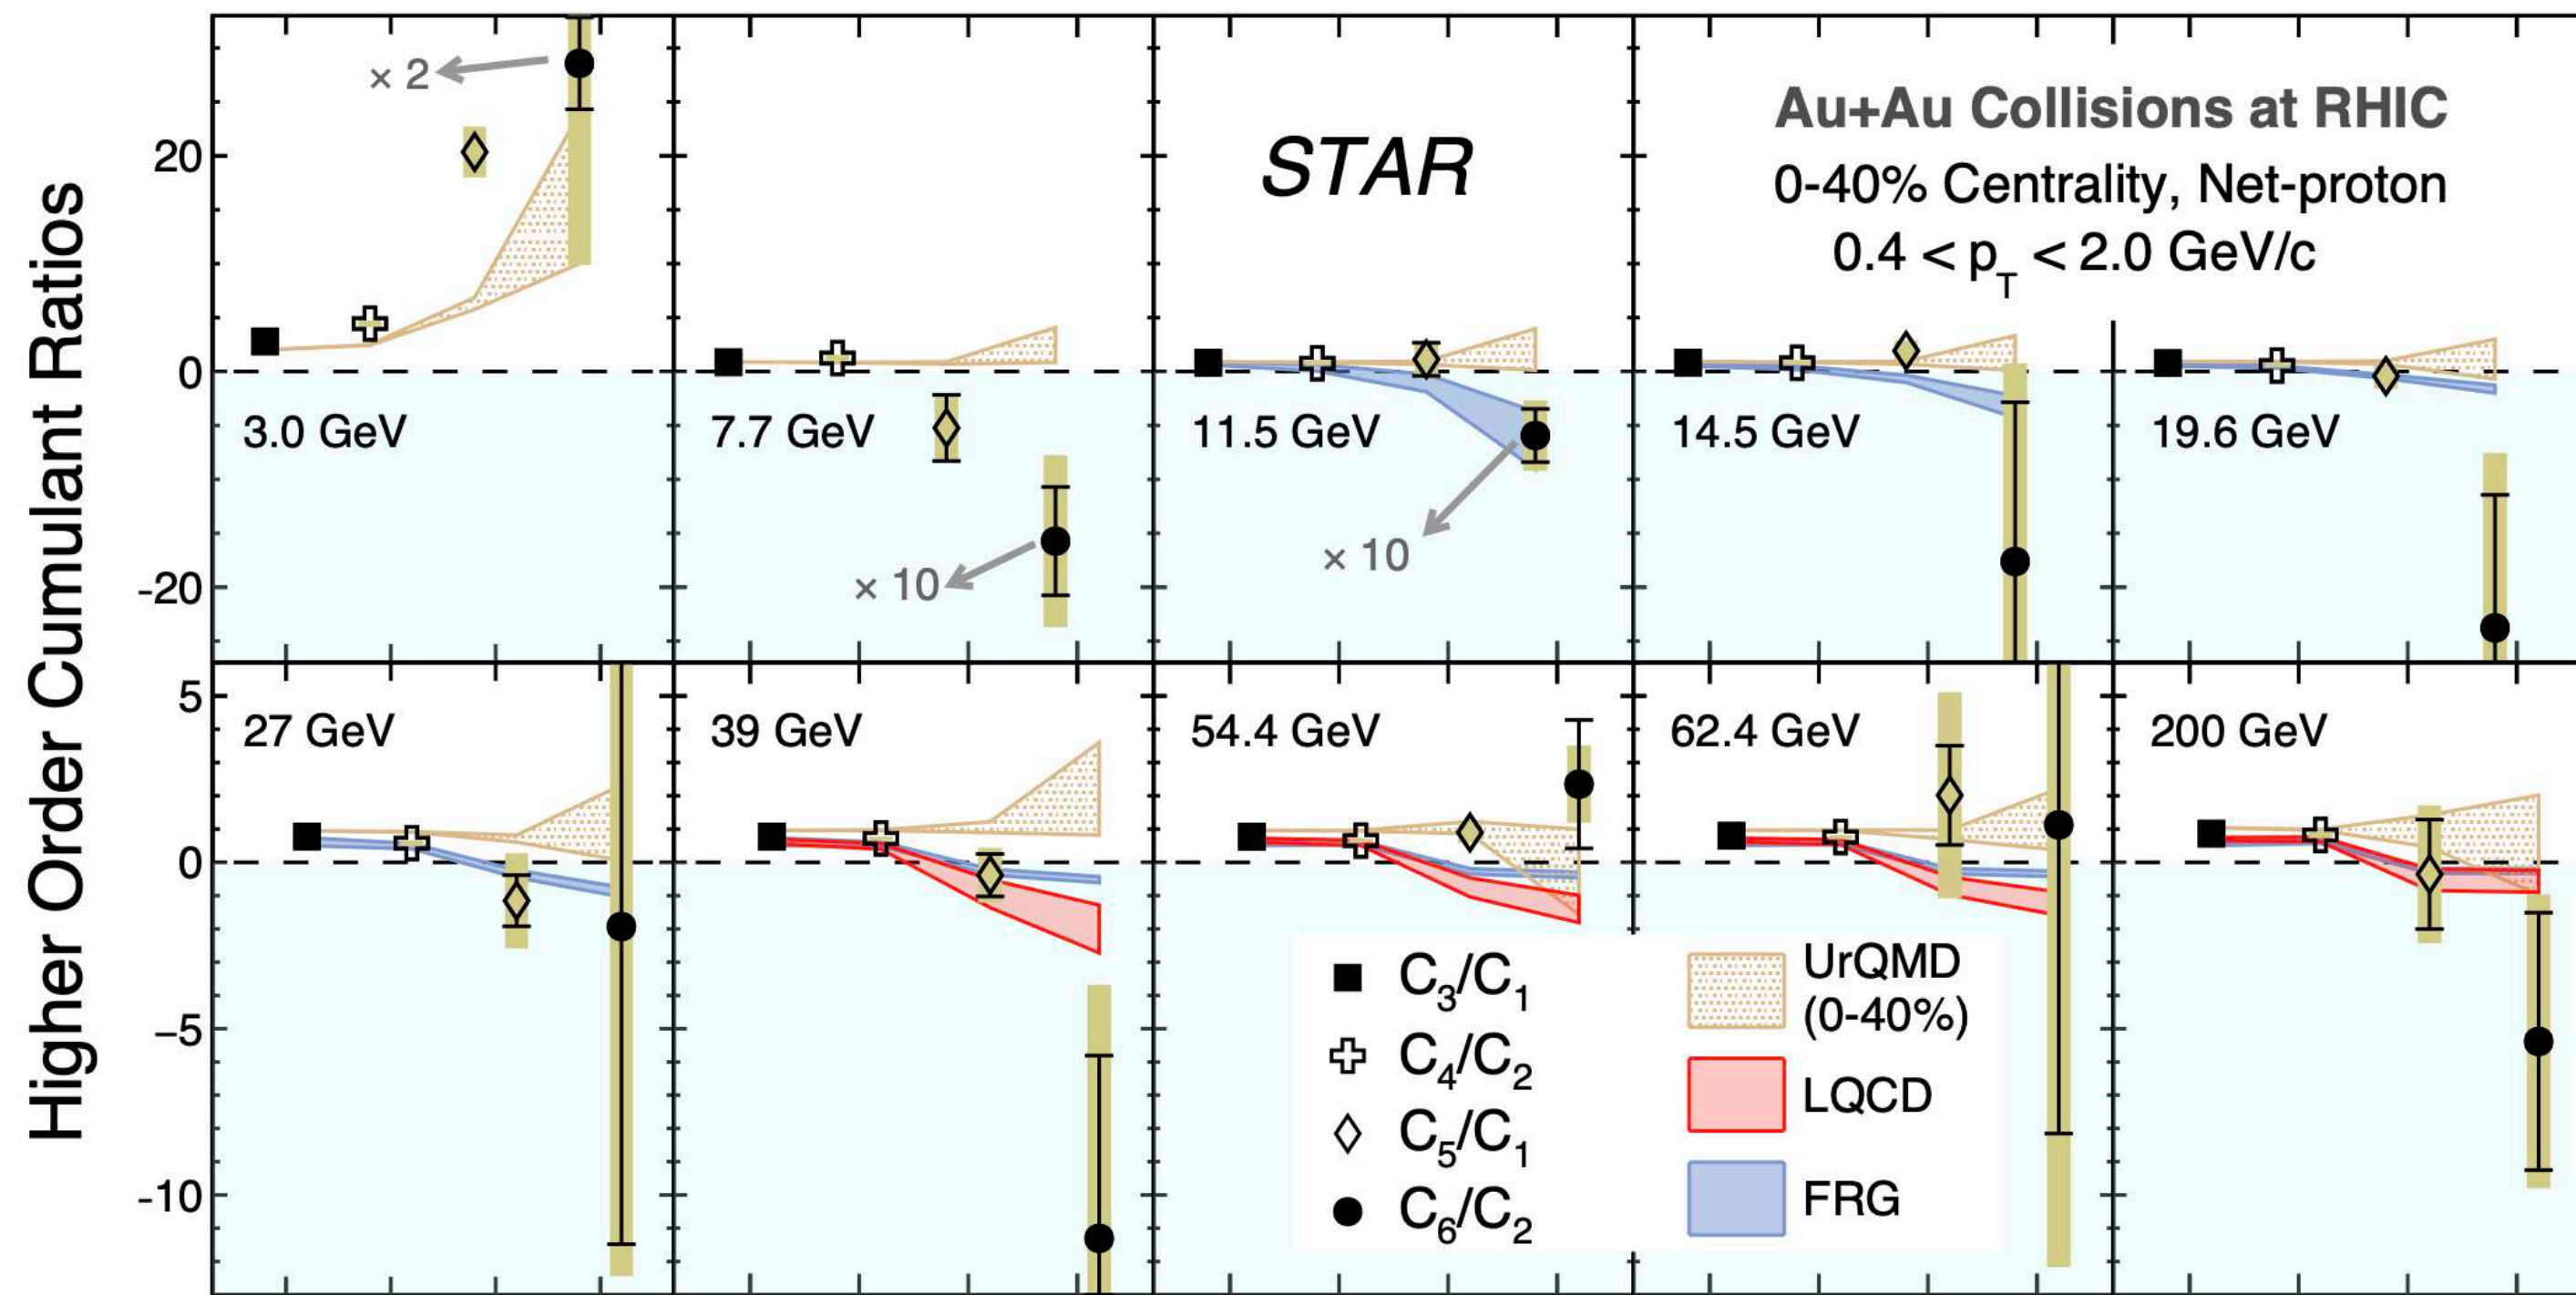 Higher Order Cumulant Ratios
20
0
-20
× 2
3.0 GeV
7.7 GeV
× 10
STAR
11.5 GeV
× 10
Au+Au Collisions at RHIC
0-40% Centrality, Net-proton
0.4 < p_T < 2.0 GeV/c
14.5 GeV
19.6 GeV
5
0
−5
-10
27 GeV
39 GeV
54.4 GeV
62.4 GeV
200 GeV
C₃/C₁
C₄/C₂
C₅/C₁
C₆/C₂
UrQMD
(0-40%)
LQCD
FRG